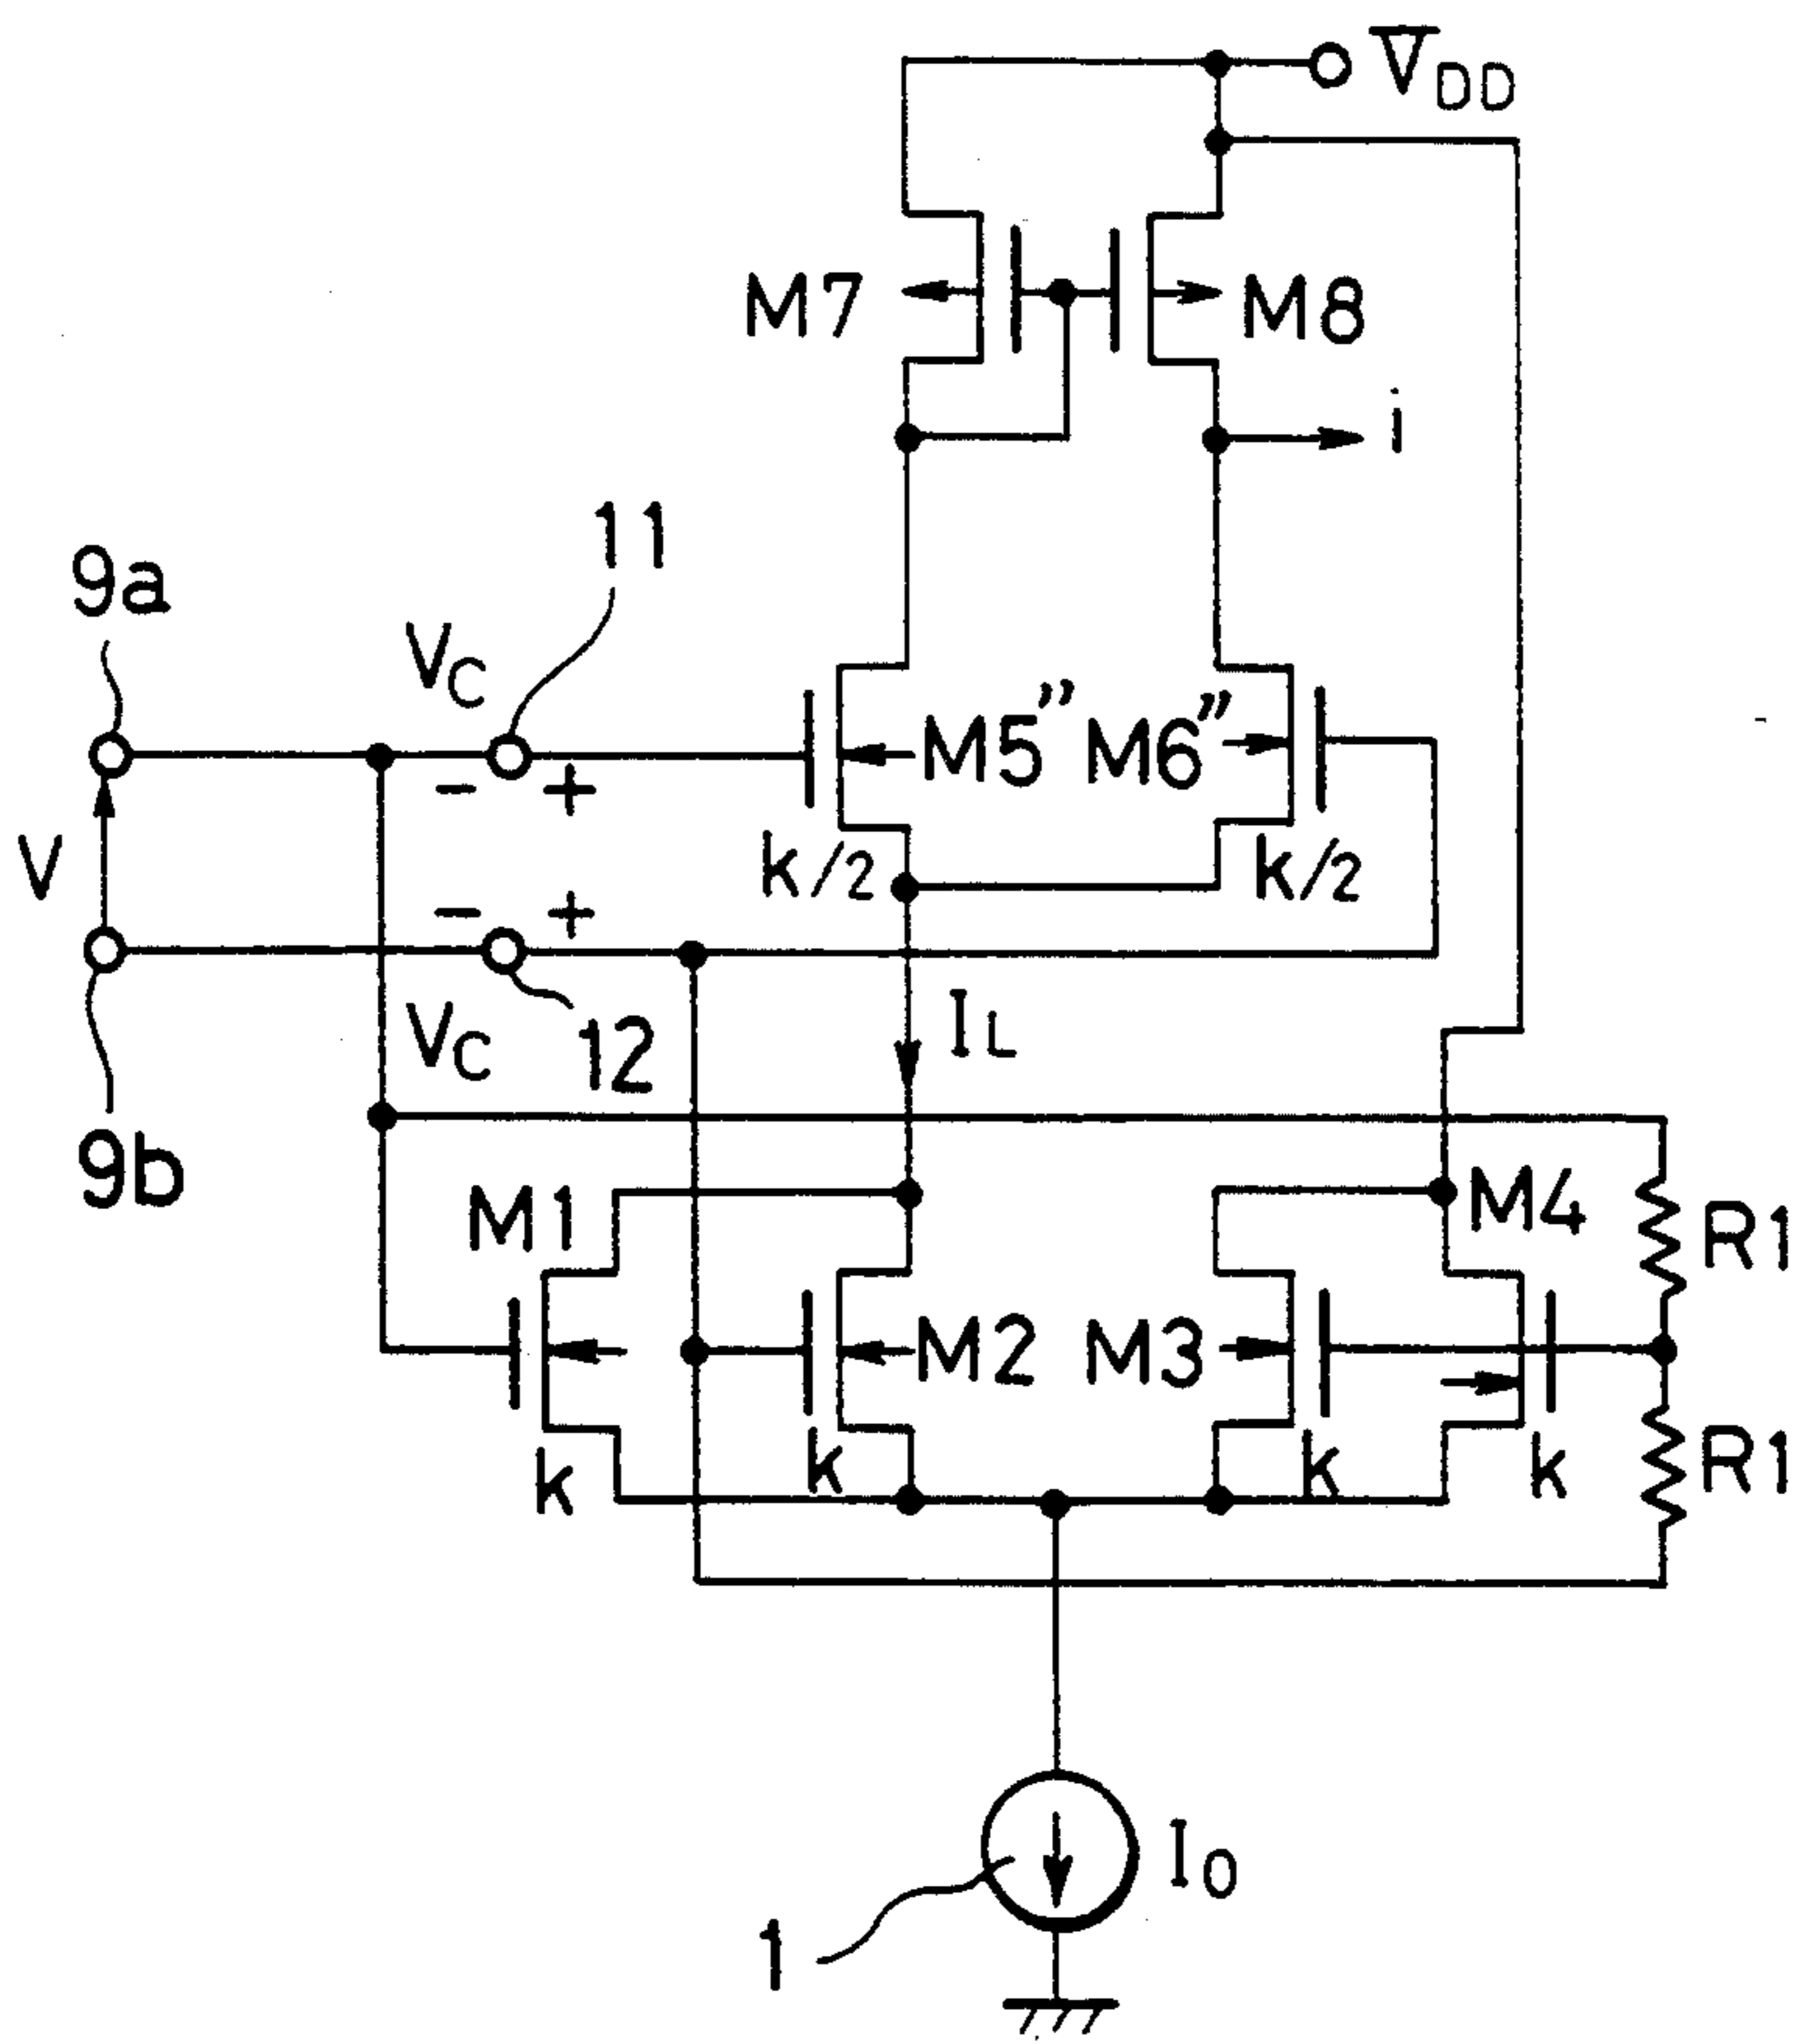 VDD
M7
M8
i
11
9a
VC
M5"
M6"
- +
V
k/2
k/2
- +
IL
VC
12
9b
M1
M4
R1
M2
M3
k
k
k
k
R1
I0
1